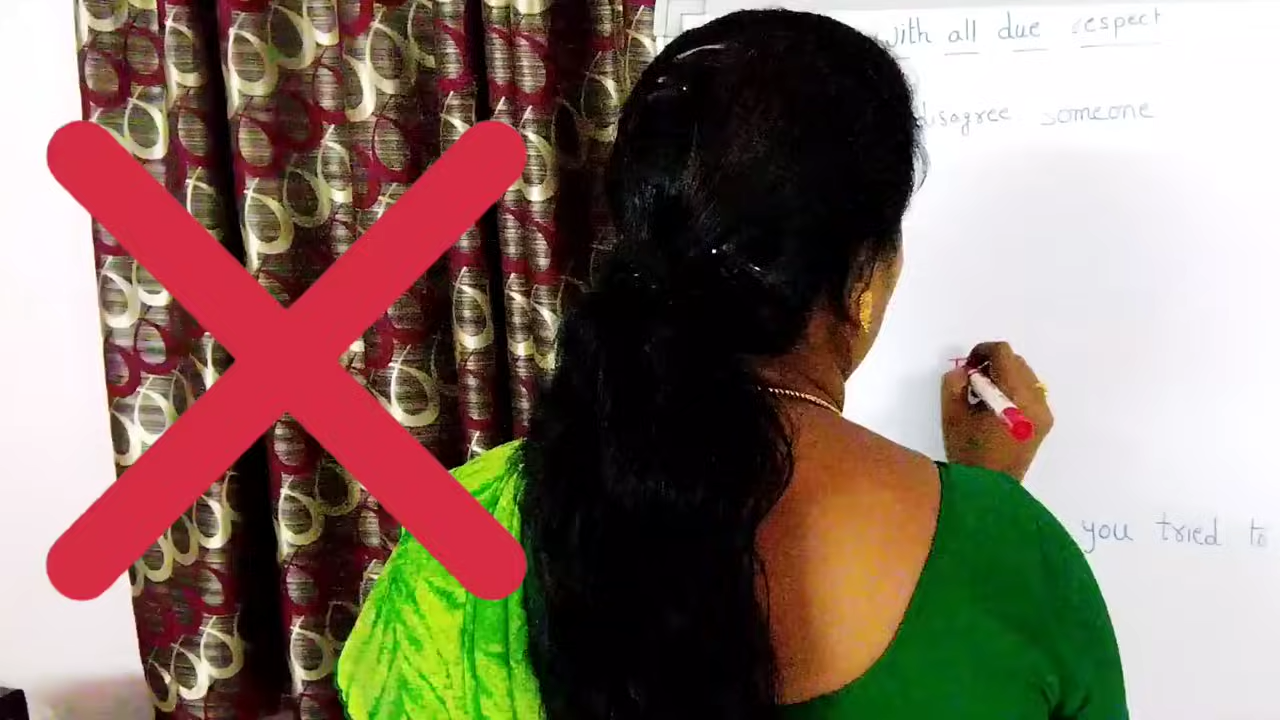 with all due respect
disagree someone
you tried to